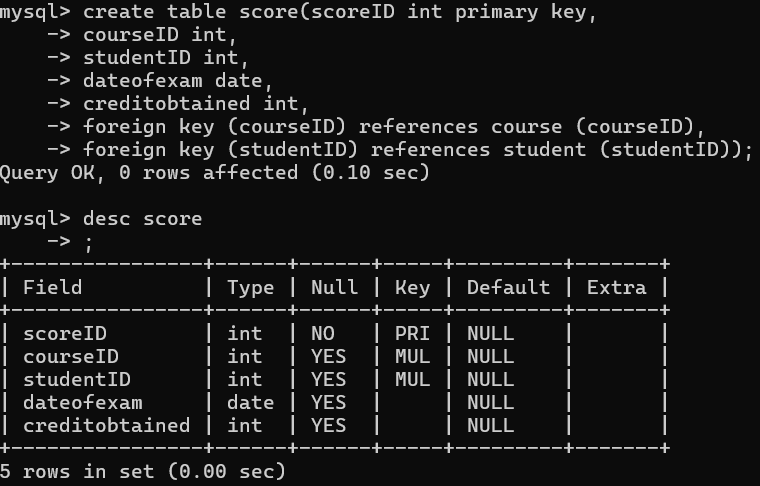 mysql> create table score(scoreID int primary key,
    -> courseID int,
    -> studentID int,
    -> dateofexam date,
    -> creditobtained int,
    -> foreign key (courseID) references course (courseID),
    -> foreign key (studentID) references student (studentID));
Query OK, 0 rows affected (0.10 sec)

mysql> desc score
    -> ;
+----------------+------+------+-----+---------+-------+
| Field          | Type | Null | Key | Default | Extra |
+----------------+------+------+-----+---------+-------+
| scoreID        | int  | NO   | PRI | NULL    |       |
| courseID       | int  | YES  | MUL | NULL    |       |
| studentID      | int  | YES  | MUL | NULL    |       |
| dateofexam     | date | YES  |     | NULL    |       |
| creditobtained | int  | YES  |     | NULL    |       |
+----------------+------+------+-----+---------+-------+
5 rows in set (0.00 sec)